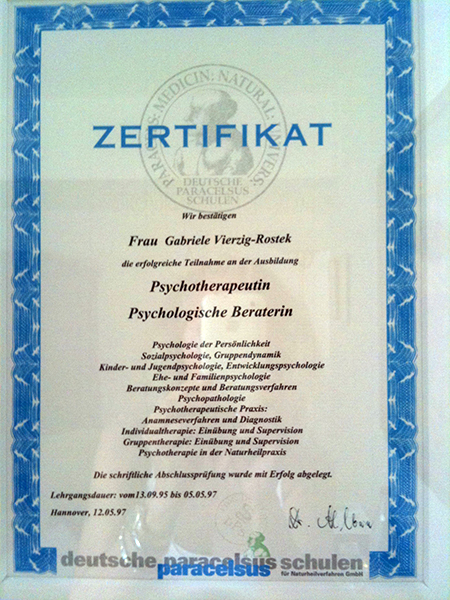 ZERTIFIKAT
DEUTSCHE
PARACELSUS
SCHULEN
Wir bestätigen
Frau Gabriele Vierzig-Rostek
die erfolgreiche Teilnahme an der Ausbildung
Psychotherapeutin
Psychologische Beraterin
Psychologie der Persönlichkeit
Sozialpsychologie, Gruppendynamik
Kinder- und Jugendpsychologie, Entwicklungspsychologie
Ehe- und Familienpsychologie
Beratungskonzepte und Beratungsverfahren
Psychopathologie
Psychotherapeutische Praxis:
Anamneseverfahren und Diagnostik
Individualtherapie: Einübung und Supervision
Gruppentherapie: Einübung und Supervision
Psychotherapie in der Naturheilpraxis
Die schriftliche Abschlussprüfung wurde mit Erfolg abgelegt.
Lehrgangsdauer: vom13.09.95 bis 05.05.97
Hannover, 12.05.97
deutsche paracelsus schulen
für Naturheilverfahren GmbH
paracelsus